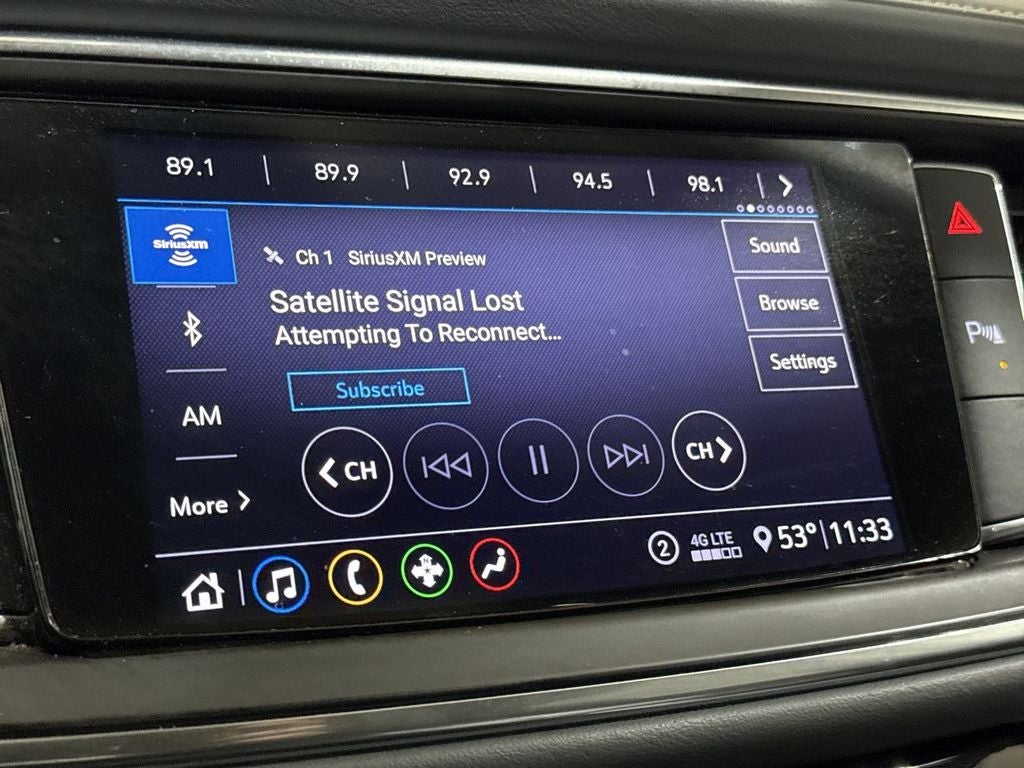 89.1 | 89.9 | 92.9 | 94.5 | 98.1 |
SiriusXM
Ch 1 SiriusXM Preview
Satellite Signal Lost
Attempting To Reconnect...
Subscribe
Sound
Browse
Settings
AM
More
CH
CH
2
4G LTE
53° | 11:33
P